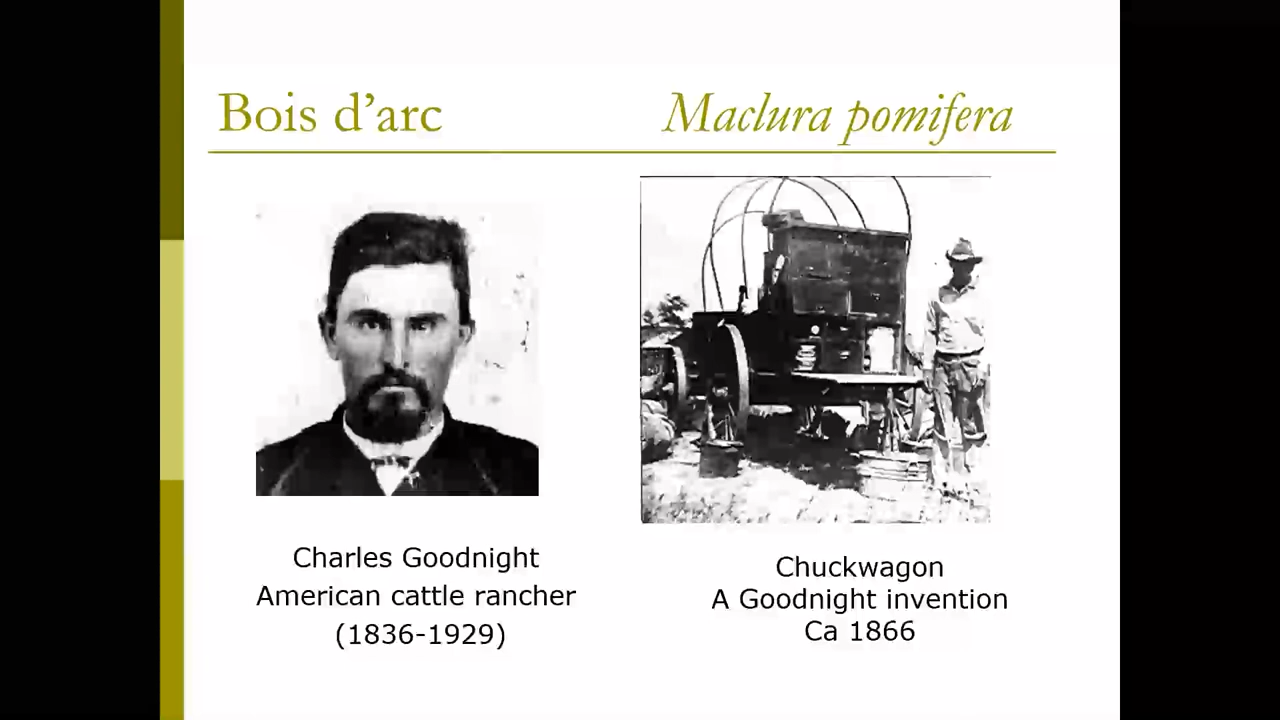 Bois d’arc
Maclura pomifera
Charles Goodnight
American cattle rancher
(1836-1929)
Chuckwagon
A Goodnight invention
Ca 1866